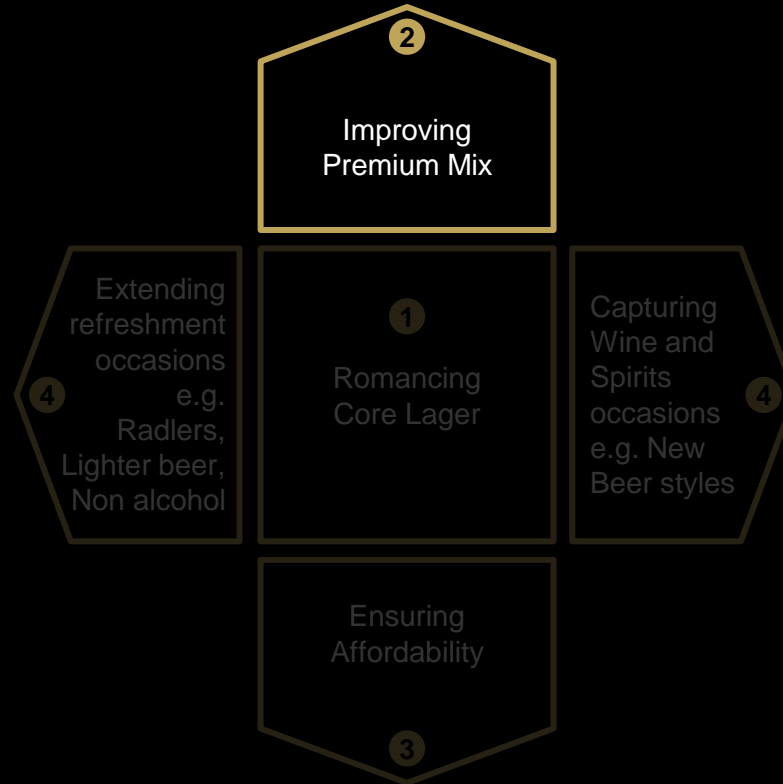 2
Improving
Premium Mix
4
Extending
refreshment
occasions
e.g.
Radlers,
Lighter beer,
Non alcohol
1
Romancing
Core Lager
Capturing
Wine and
Spirits
occasions
e.g. New
Beer styles
4
Ensuring
Affordability
3